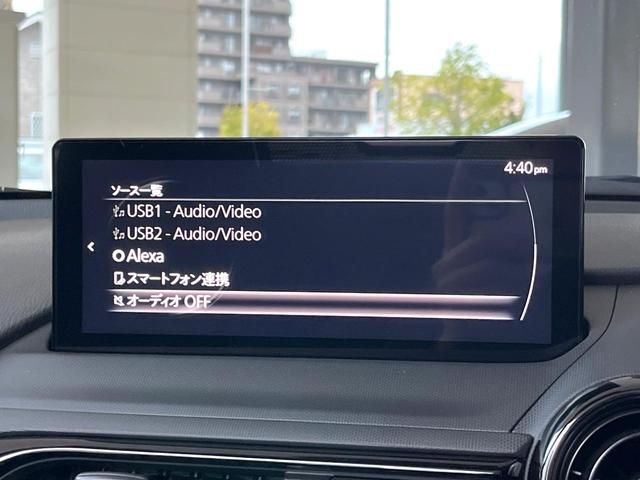 4:40pm
ソース一覧
USB1 - Audio/Video
USB2 - Audio/Video
Alexa
スマートフォン連携
オーディオ OFF